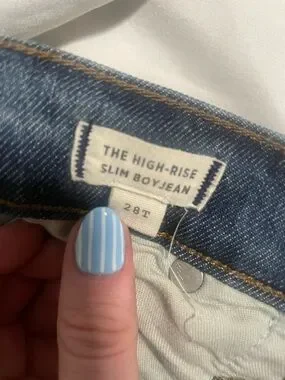 THE HIGH-RISE
SLIM BOYJEAN
28T